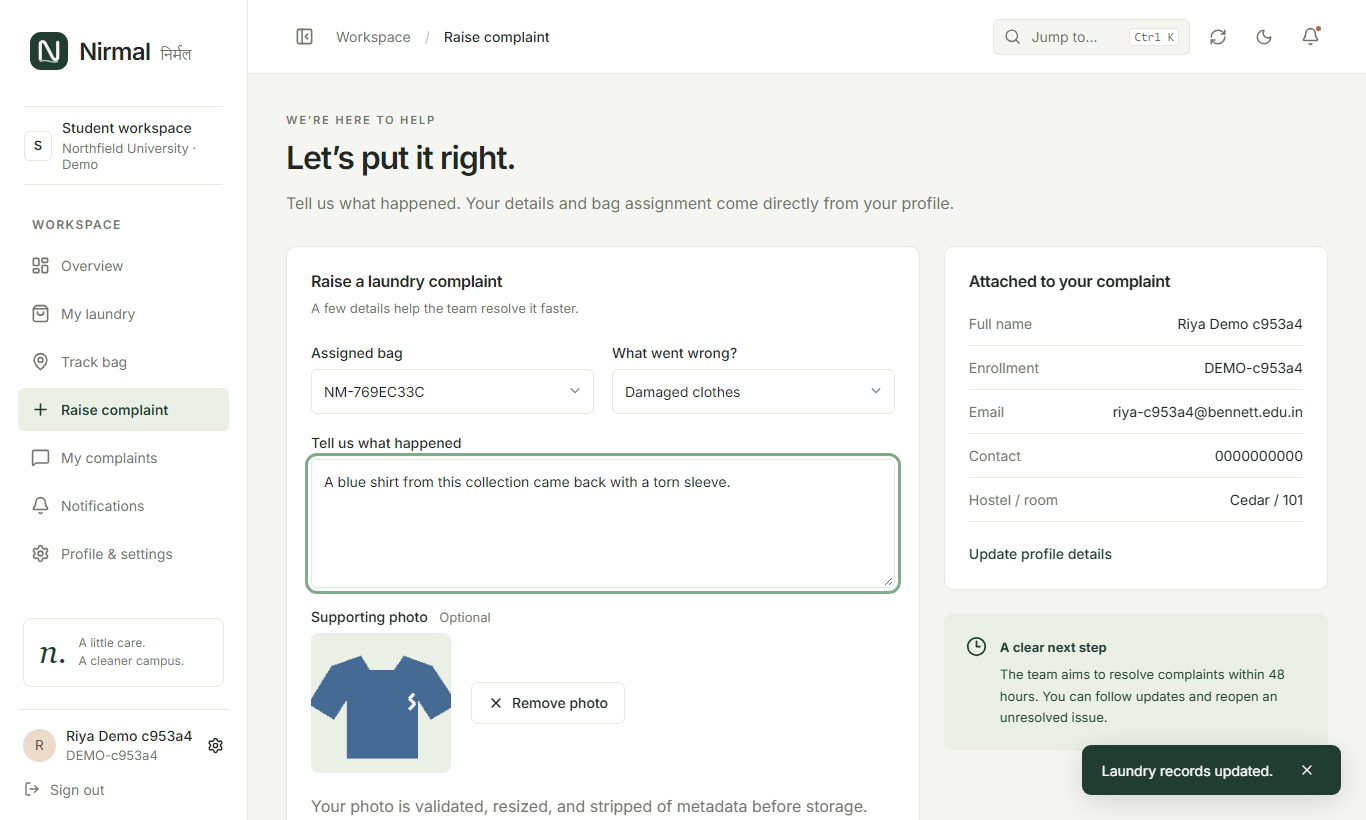 Nirmal निर्मल
Workspace / Raise complaint
Jump to... Ctrl K
S
Student workspace
Northfield University ·
Demo
WORKSPACE
Overview
My laundry
Track bag
Raise complaint
My complaints
Notifications
Profile & settings
n.
A little care.
A cleaner campus.
R
Riya Demo c953a4
DEMO-c953a4
Sign out
WE'RE HERE TO HELP
Let's put it right.
Tell us what happened. Your details and bag assignment come directly from your profile.
Raise a laundry complaint
A few details help the team resolve it faster.
Assigned bag What went wrong?
NM-769EC33C Damaged clothes
Tell us what happened
A blue shirt from this collection came back with a torn sleeve.
Supporting photo Optional
Remove photo
Your photo is validated, resized, and stripped of metadata before storage.
Attached to your complaint
Full name Riya Demo c953a4
Enrollment DEMO-c953a4
Email riya-c953a4@bennett.edu.in
Contact 0000000000
Hostel / room Cedar / 101
Update profile details
A clear next step
The team aims to resolve complaints within 48
hours. You can follow updates and reopen an
unresolved issue.
Laundry records updated.